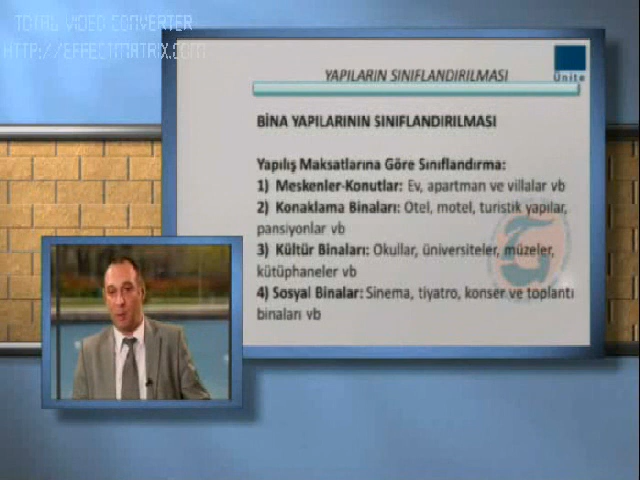 TOTAL VIDEO CONVERTER
HTTP://EFFECTMATRIX.COM
YAPILARIN SINIFLANDIRILMASI
Ünite
BİNA YAPILARININ SINIFLANDIRILMASI
Yapılış Maksatlarına Göre Sınıflandırma:
1) Meskenler-Konutlar: Ev, apartman ve villalar vb
2) Konaklama Binaları: Otel, motel, turistik yapılar,
pansiyonlar vb
3) Kültür Binaları: Okullar, üniversiteler, müzeler,
kütüphaneler vb
4) Sosyal Binalar: Sinema, tiyatro, konser ve toplantı
binaları vb